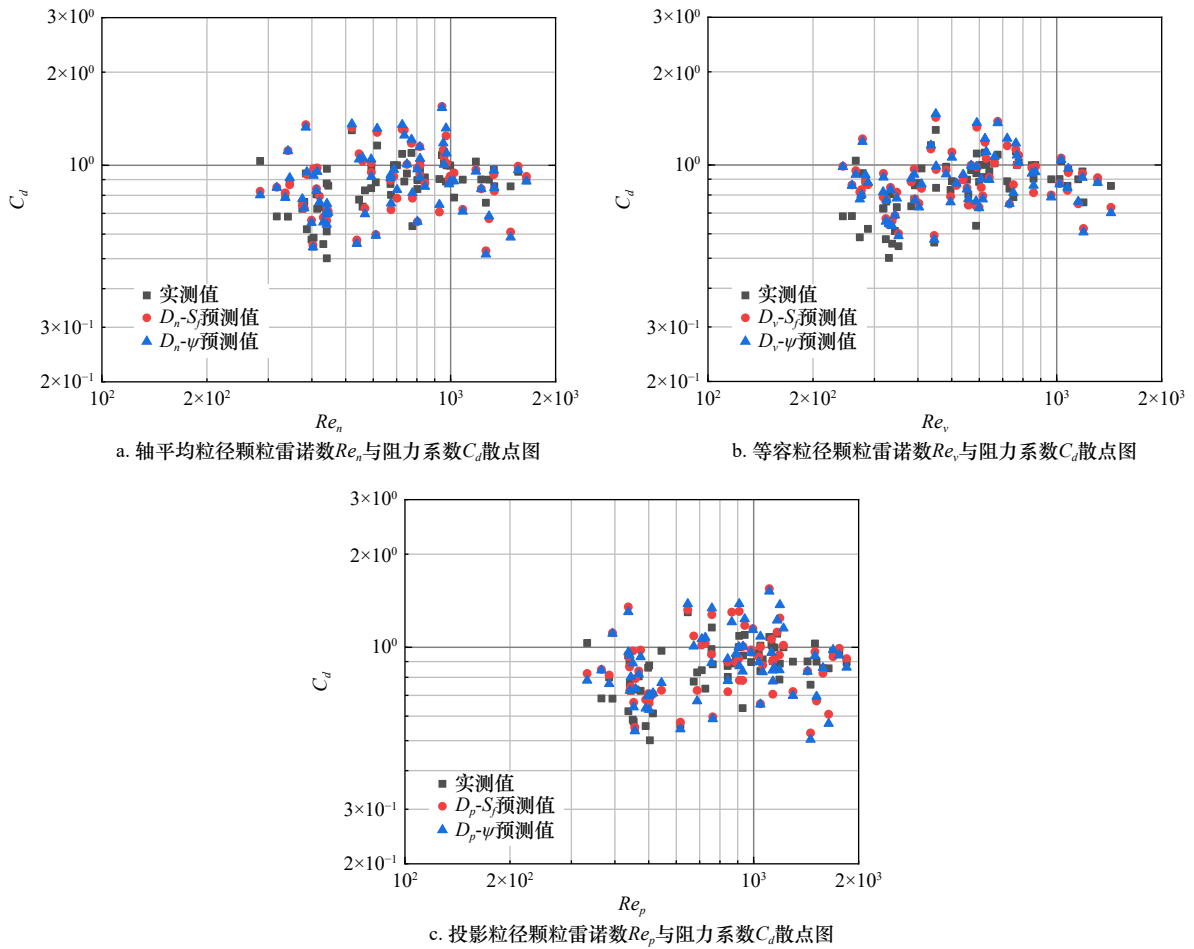 3×10⁰
2×10⁰
10⁰
3×10⁻¹
2×10⁻¹
C_d
实测值
D_n-S_f预测值
D_n-ψ预测值
10² 2×10² 10³ 2×10³
Re_n
a. 轴平均粒径颗粒雷诺数Re_n与阻力系数C_d散点图
3×10⁰
2×10⁰
10⁰
3×10⁻¹
2×10⁻¹
C_d
实测值
D_v-S_f预测值
D_v-ψ预测值
10² 2×10² 10³ 2×10³
Re_v
b. 等容粒径颗粒雷诺数Re_v与阻力系数C_d散点图
3×10⁰
2×10⁰
10⁰
3×10⁻¹
2×10⁻¹
C_d
实测值
D_p-S_f预测值
D_p-ψ预测值
10² 2×10² 10³ 2×10³
Re_p
c. 投影粒径颗粒雷诺数Re_p与阻力系数C_d散点图